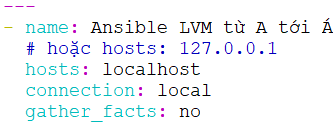 ---
- name: Ansible LVM từ A tới Á
  # hoặc hosts: 127.0.0.1
  hosts: localhost
  connection: local
  gather_facts: no